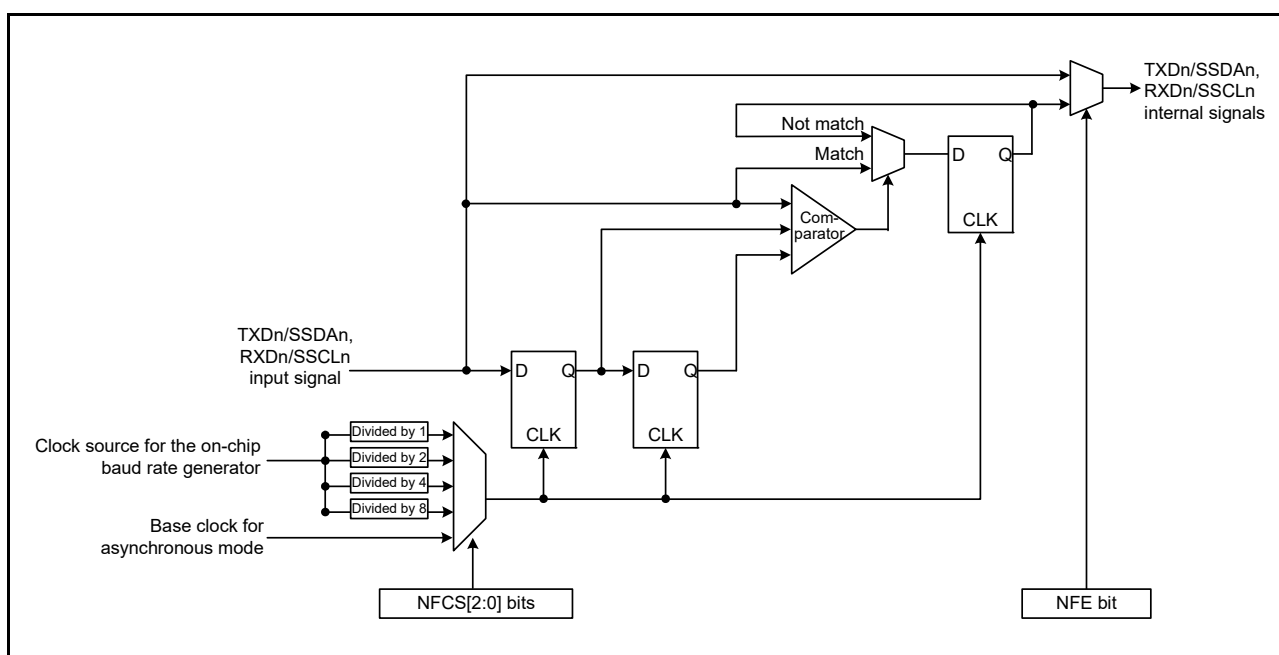 TXDn/SSDAn,
RXDn/SSCLn
internal signals
Not match
Match
D Q
CLK
Com-
parator
TXDn/SSDAn,
RXDn/SSCLn
input signal
D Q
CLK
D Q
CLK
Clock source for the on-chip
baud rate generator
Divided by 1
Divided by 2
Divided by 4
Divided by 8
Base clock for
asynchronous mode
NFCS[2:0] bits
NFE bit